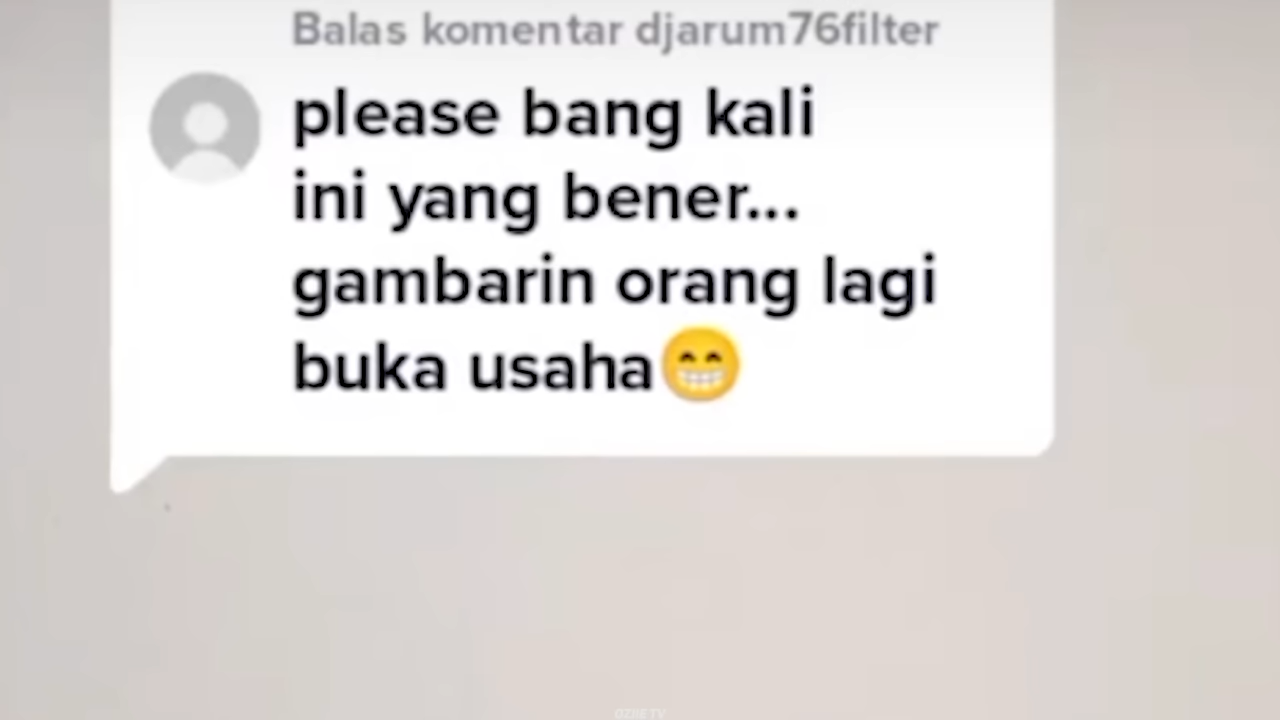 Balas komentar djarum76filter
please bang kali
ini yang bener...
gambarin orang lagi
buka usaha😁